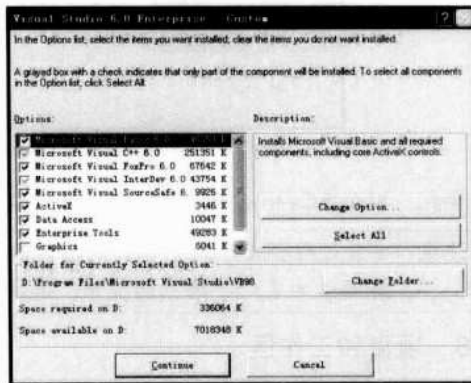 Visual Studio 6.0 Enterprise - Custom
In the Options list, select the items you want installed; clear the items you do not want installed.
A grayed box with a check indicates that only part of the component will be installed. To select all components in the Option list, click Select All.
Options:
Microsoft Visual C++ 6.0 251351 K
Microsoft Visual FoxPro 6.0 67642 K
Microsoft Visual InterDev 6.0 43754 K
Microsoft Visual SourceSafe 6. 9926 K
ActiveX 3446 K
Data Access 10047 K
Enterprise Tools 49283 K
Graphics 6041 K
Description:
Installs Microsoft Visual Basic and all required components, including core ActiveX controls.
Change Option...
Select All
Folder for Currently Selected Option:
D:\Program Files\Microsoft Visual Studio\VB98
Change Folder...
Space required on D: 336064 K
Space available on D: 7018348 K
Continue
Cancel